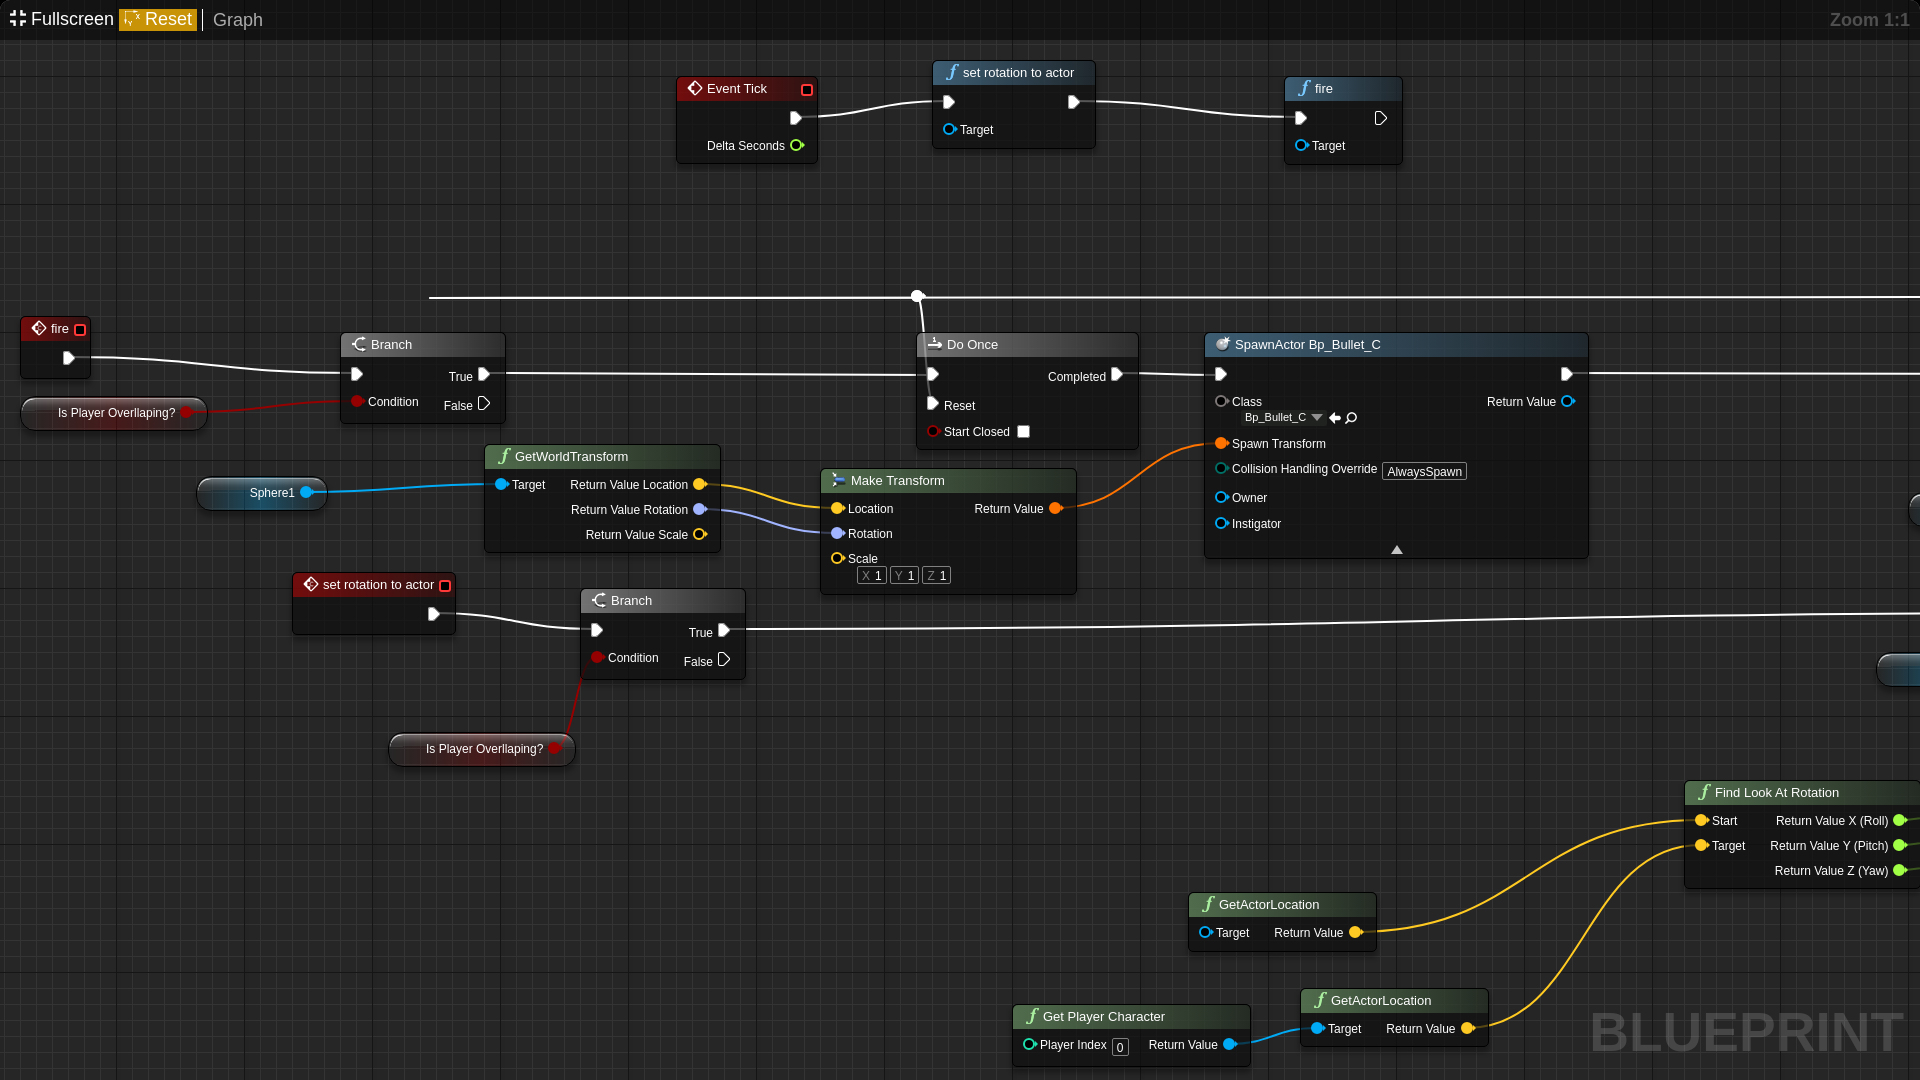 Fullscreen Reset Graph Zoom 1:1
Event Tick
Delta Seconds
set rotation to actor
Target
fire
Target
fire
Is Player Overllaping?
Branch
True
Condition
False
Do Once
Completed
Reset
Start Closed
SpawnActor Bp_Bullet_C
Class
Bp_Bullet_C
Return Value
Spawn Transform
Collision Handling Override AlwaysSpawn
Owner
Instigator
Sphere1
GetWorldTransform
Target Return Value Location
Return Value Rotation
Return Value Scale
Make Transform
Location Return Value
Rotation
Scale
X 1 Y 1 Z 1
set rotation to actor
Branch
True
Condition
False
Is Player Overllaping?
Find Look At Rotation
Start Return Value X (Roll)
Target Return Value Y (Pitch)
Return Value Z (Yaw)
GetActorLocation
Target Return Value
Get Player Character
Player Index 0 Return Value
GetActorLocation
Target Return Value
BLUEPRINT